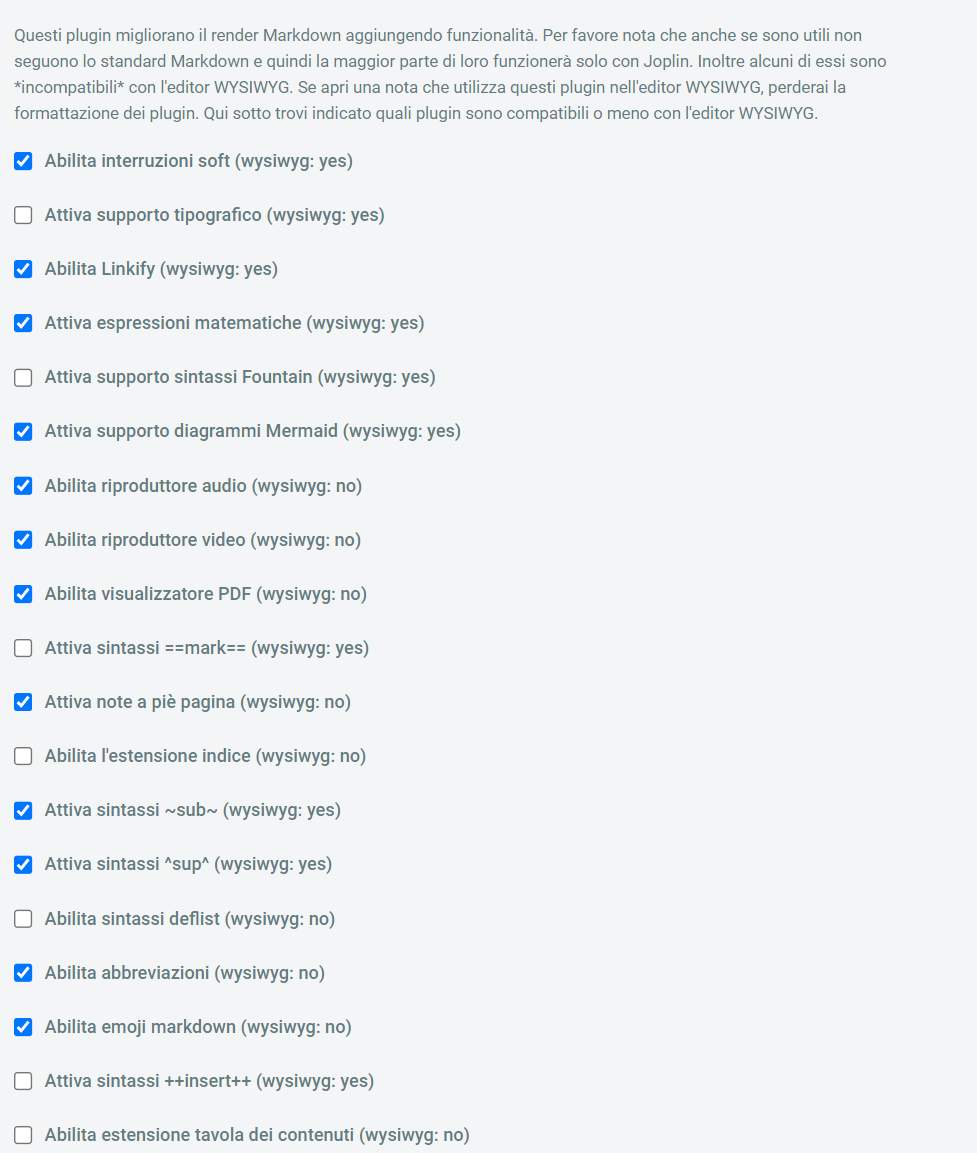 Questi plugin migliorano il render Markdown aggiungendo funzionalità. Per favore nota che anche se sono utili non
seguono lo standard Markdown e quindi la maggior parte di loro funzionerà solo con Joplin. Inoltre alcuni di essi sono
*incompatibili* con l'editor WYSIWYG. Se apri una nota che utilizza questi plugin nell'editor WYSIWYG, perderai la
formattazione dei plugin. Qui sotto trovi indicato quali plugin sono compatibili o meno con l'editor WYSIWYG.
Abilita interruzioni soft (wysiwyg: yes)
Attiva supporto tipografico (wysiwyg: yes)
Abilita Linkify (wysiwyg: yes)
Attiva espressioni matematiche (wysiwyg: yes)
Attiva supporto sintassi Fountain (wysiwyg: yes)
Attiva supporto diagrammi Mermaid (wysiwyg: yes)
Abilita riproduttore audio (wysiwyg: no)
Abilita riproduttore video (wysiwyg: no)
Abilita visualizzatore PDF (wysiwyg: no)
Attiva sintassi ==mark== (wysiwyg: yes)
Attiva note a piè pagina (wysiwyg: no)
Abilita l'estensione indice (wysiwyg: no)
Attiva sintassi ~sub~ (wysiwyg: yes)
Attiva sintassi ^sup^ (wysiwyg: yes)
Abilita sintassi deflist (wysiwyg: no)
Abilita abbreviazioni (wysiwyg: no)
Abilita emoji markdown (wysiwyg: no)
Attiva sintassi ++insert++ (wysiwyg: yes)
Abilita estensione tavola dei contenuti (wysiwyg: no)